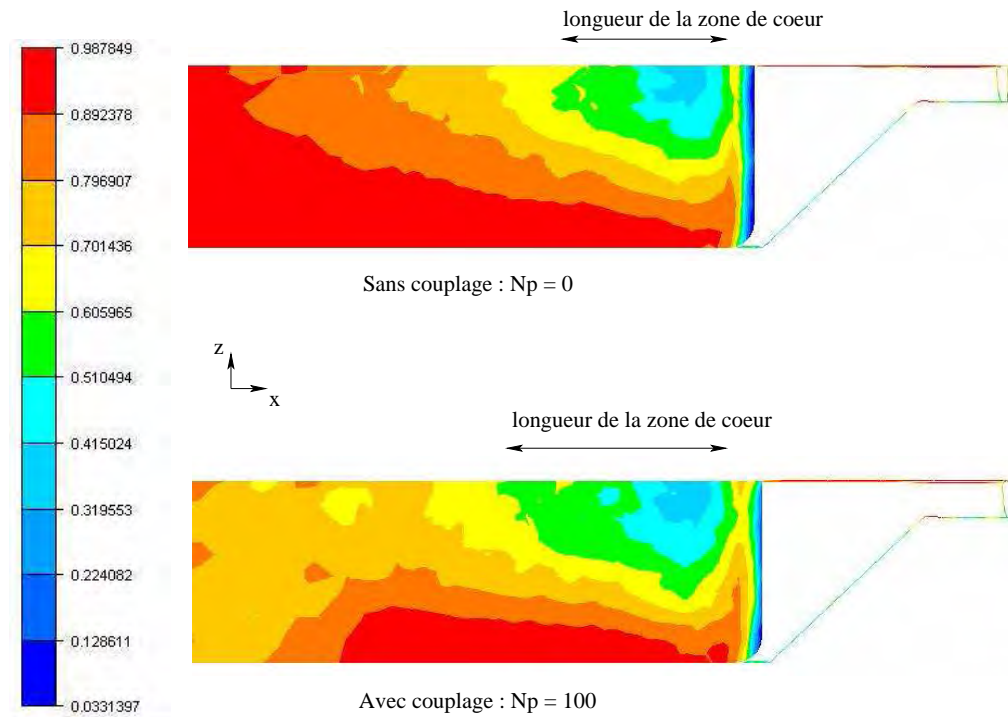 longueur de la zone de coeur
0.987849
0.892378
0.796907
0.701436
0.605965
0.510494
0.415024
0.319553
0.224082
0.128611
0.0331397
Sans couplage : Np = 0
z
x
longueur de la zone de coeur
Avec couplage : Np = 100